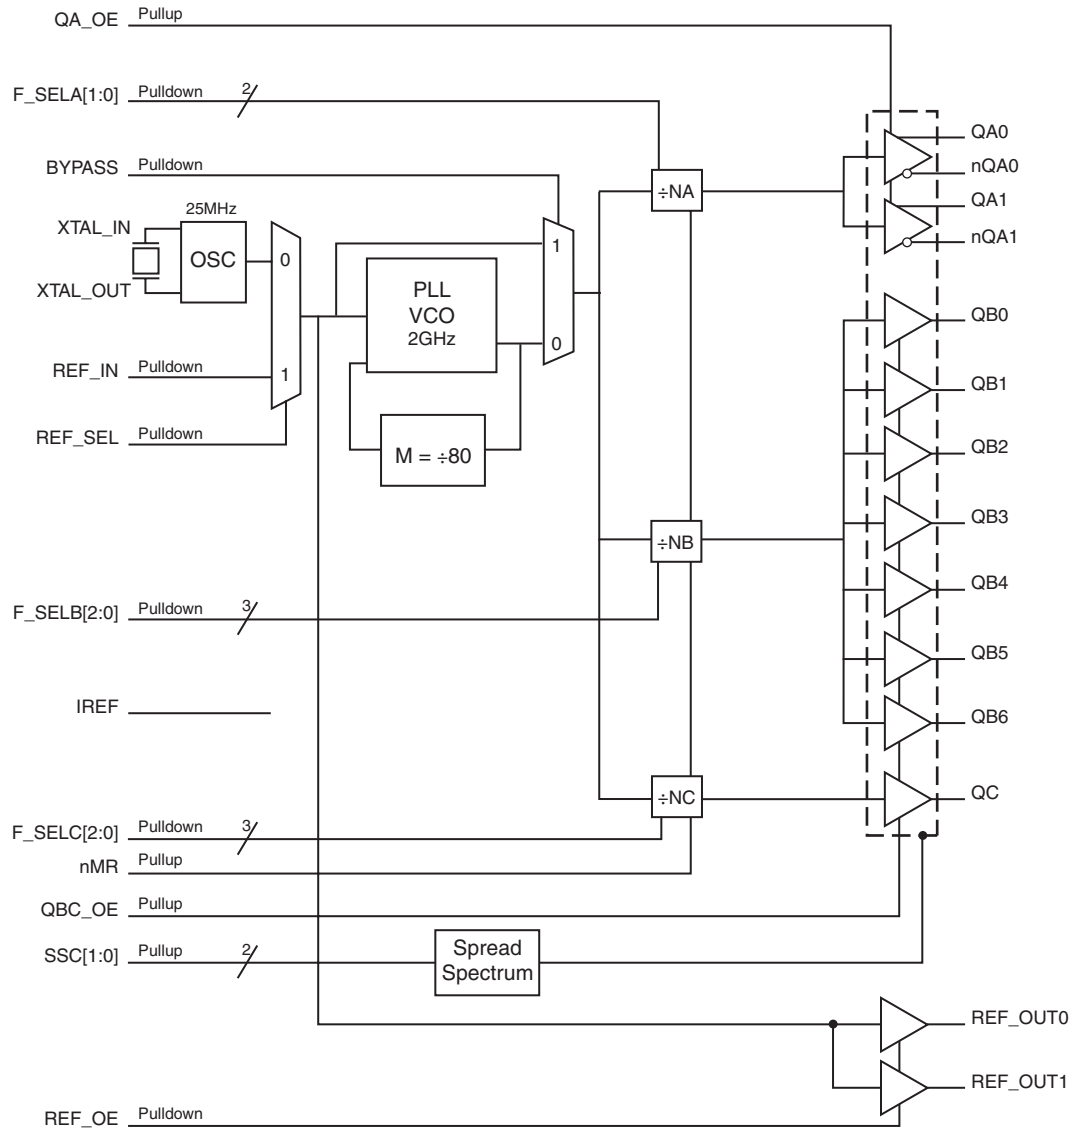 QA_OE Pullup
F_SELA[1:0] Pulldown 2
BYPASS Pulldown
25MHz
XTAL_IN
OSC
XTAL_OUT
0
1
REF_IN Pulldown
REF_SEL Pulldown
PLL
VCO
2GHz
M = ÷80
1
0
÷NA
÷NB
÷NC
F_SELB[2:0] Pulldown 3
IREF
F_SELC[2:0] Pulldown 3
nMR Pullup
QBC_OE Pullup
SSC[1:0] Pullup 2
Spread
Spectrum
REF_OE Pulldown
QA0
nQA0
QA1
nQA1
QB0
QB1
QB2
QB3
QB4
QB5
QB6
QC
REF_OUT0
REF_OUT1